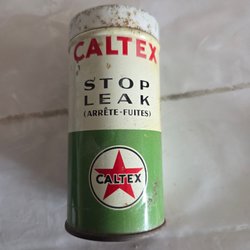 CALTEX
STOP
LEAK
(ARRÊTE-FUITES)
CALTEX